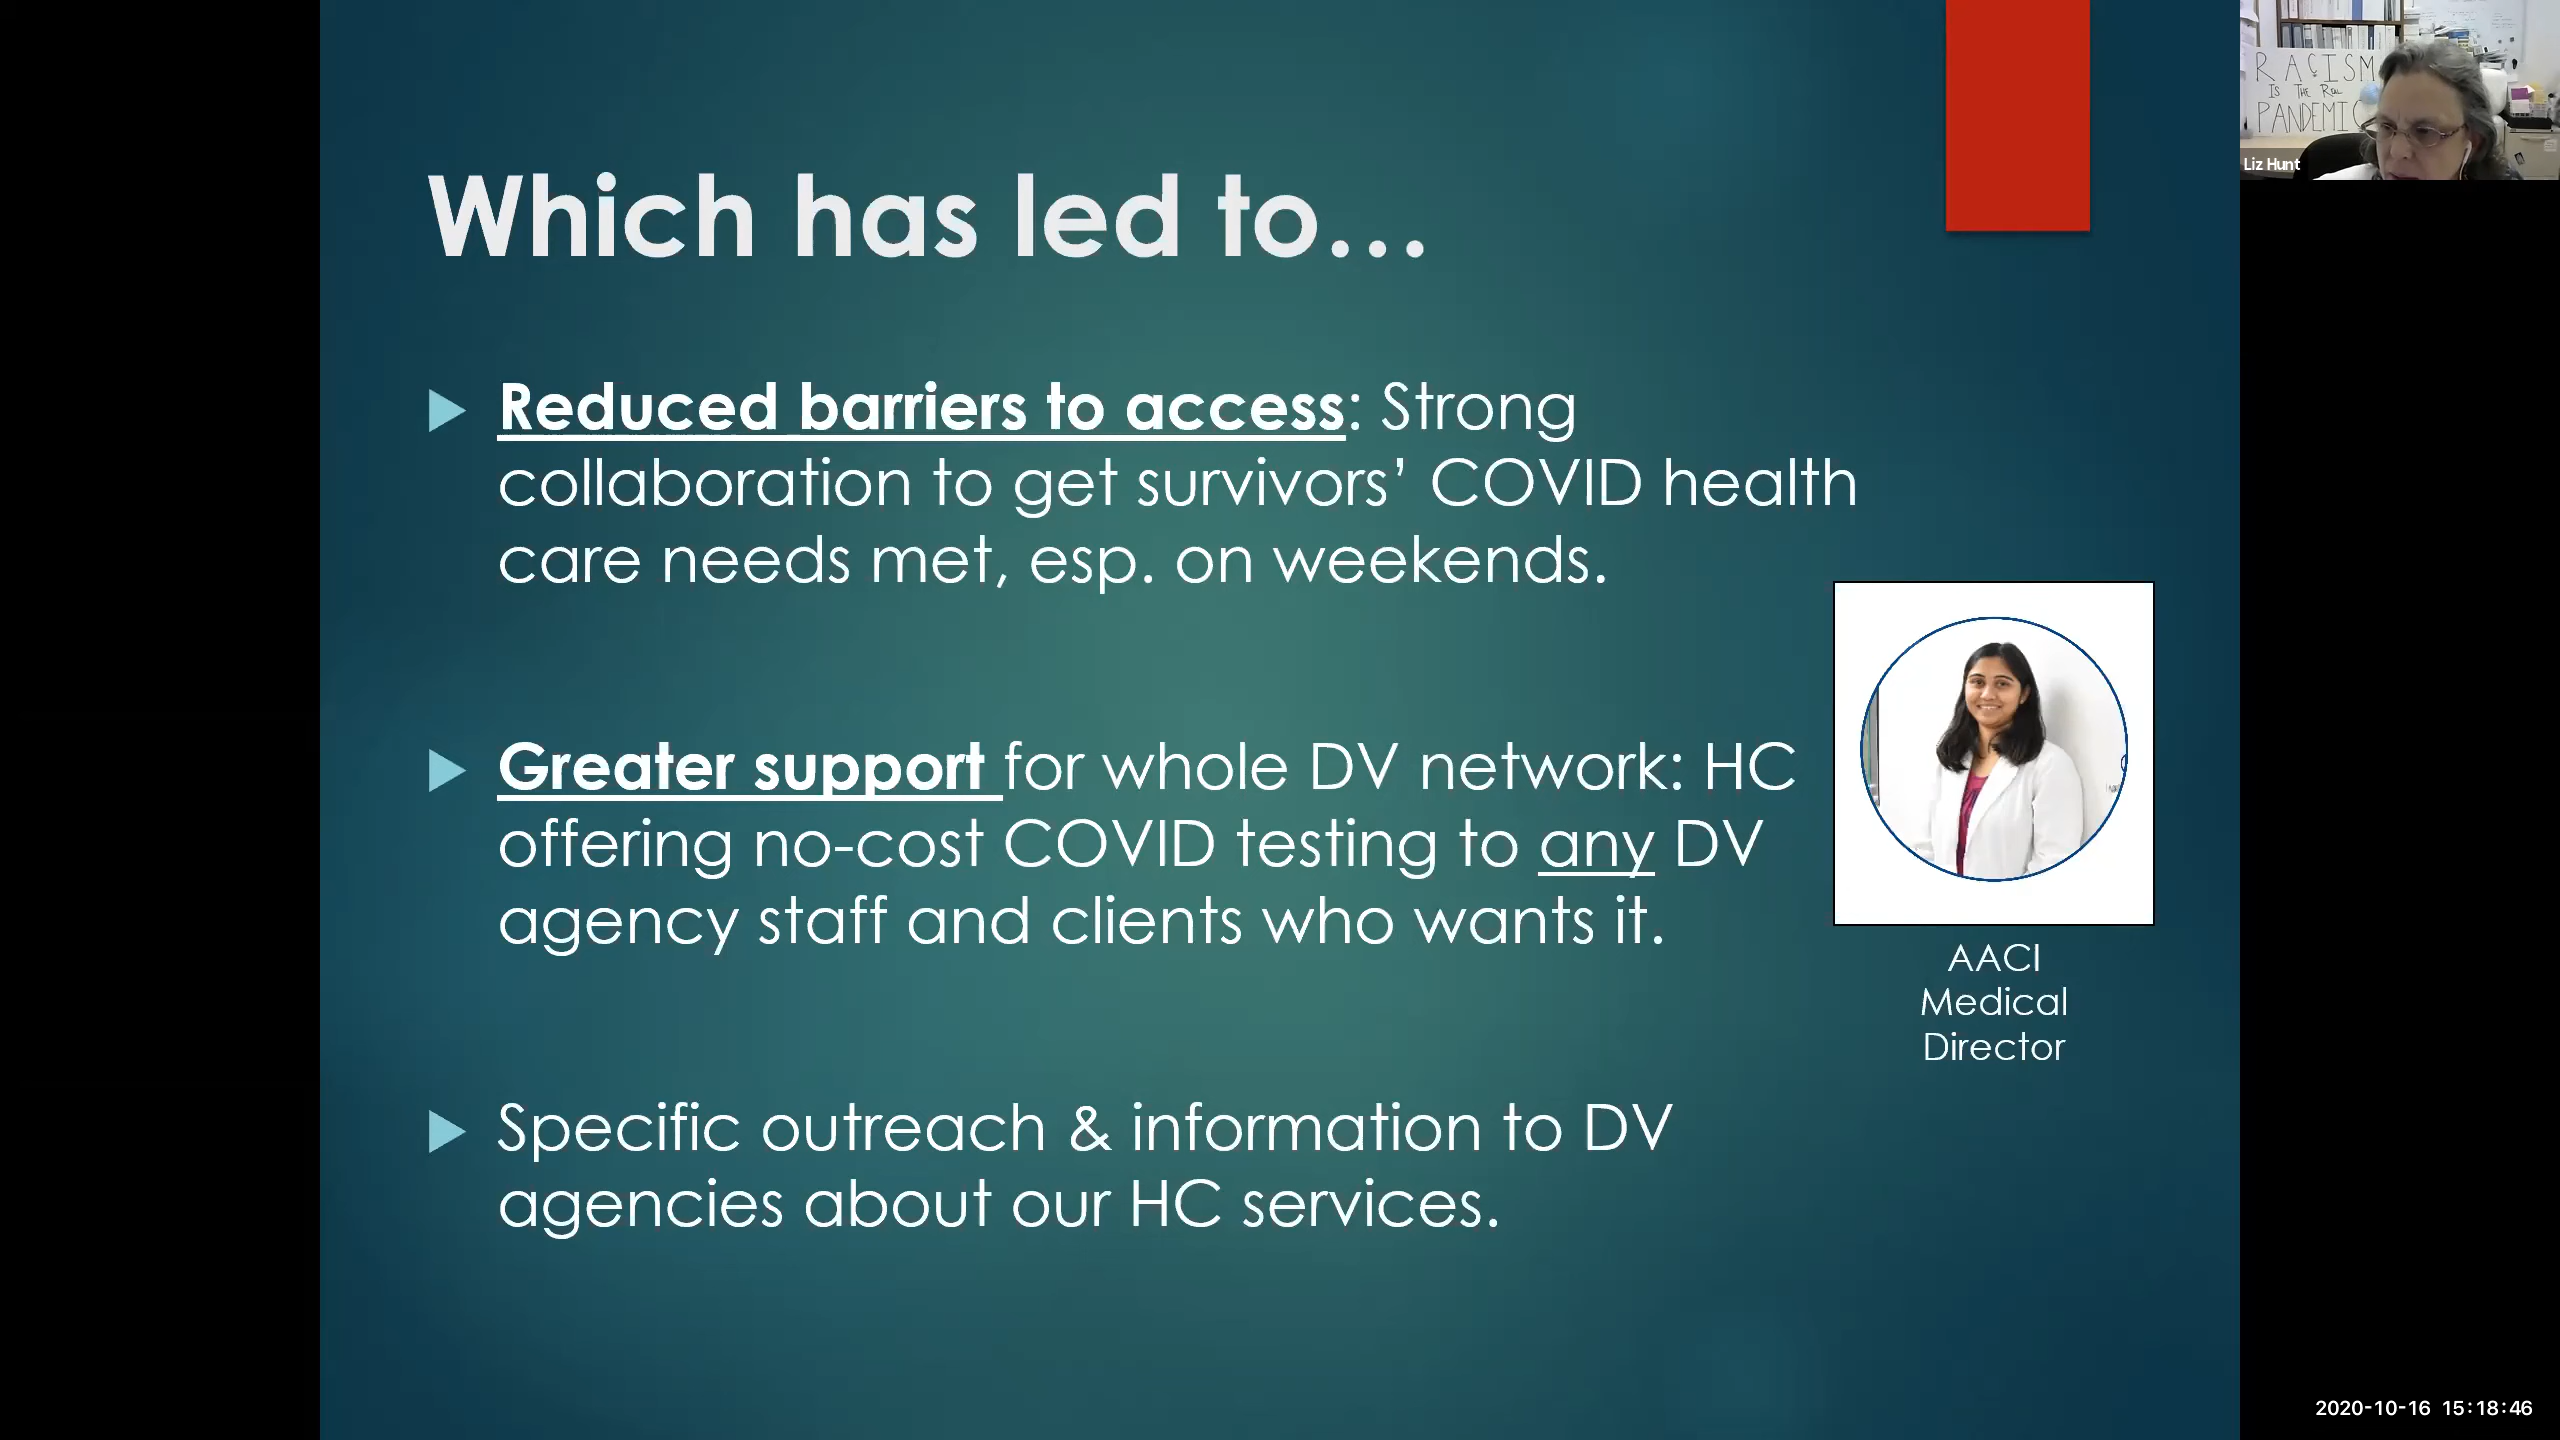 Which has led to...
Reduced barriers to access: Strong
collaboration to get survivors’ COVID health
care needs met, esp. on weekends.
Greater support for whole DV network: HC
offering no-cost COVID testing to any DV
agency staff and clients who wants it.
Specific outreach & information to DV
agencies about our HC services.
AACI
Medical
Director
RACISM
IS THE REAL
PANDEMIC
Liz Hunt
2020-10-16 15:18:46